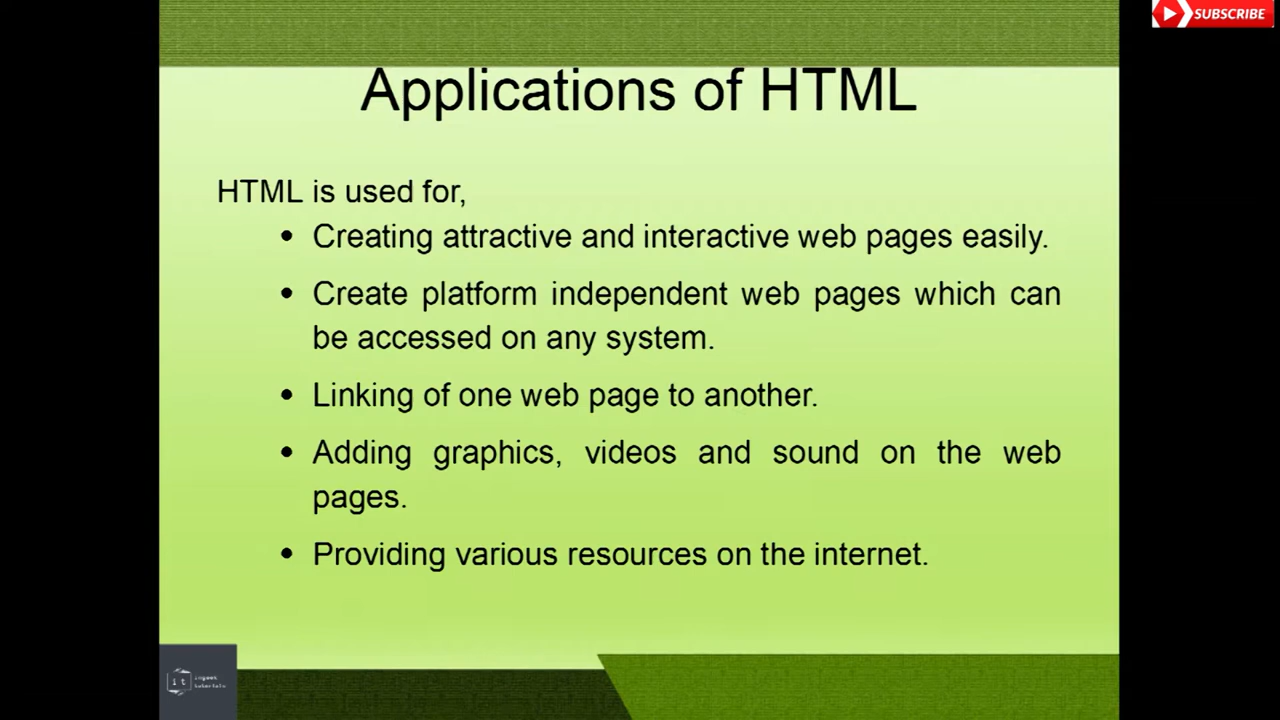 SUBSCRIBE
Applications of HTML
HTML is used for,
• Creating attractive and interactive web pages easily.
• Create platform independent web pages which can
be accessed on any system.
• Linking of one web page to another.
• Adding graphics, videos and sound on the web
pages.
• Providing various resources on the internet.
it
tutorials